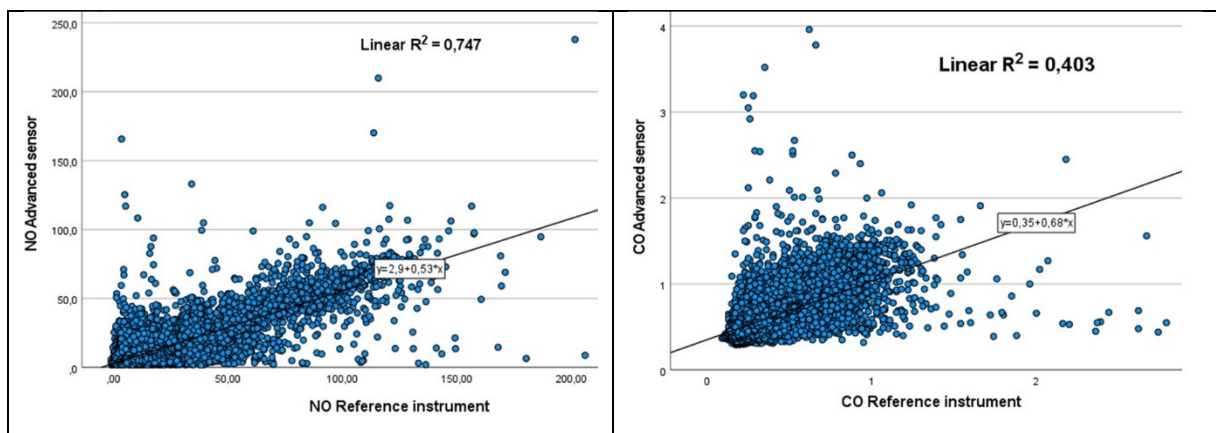 250,0
Linear R² = 0,747
200,0
150,0
100,0
50,0
,0
NO Advanced sensor
y=2,9+0,53*x
,00
50,00
100,00
150,00
200,00
NO Reference instrument
4
Linear R² = 0,403
3
2
1
0
CO Advanced sensor
y=0,35+0,68*x
0
1
2
CO Reference instrument